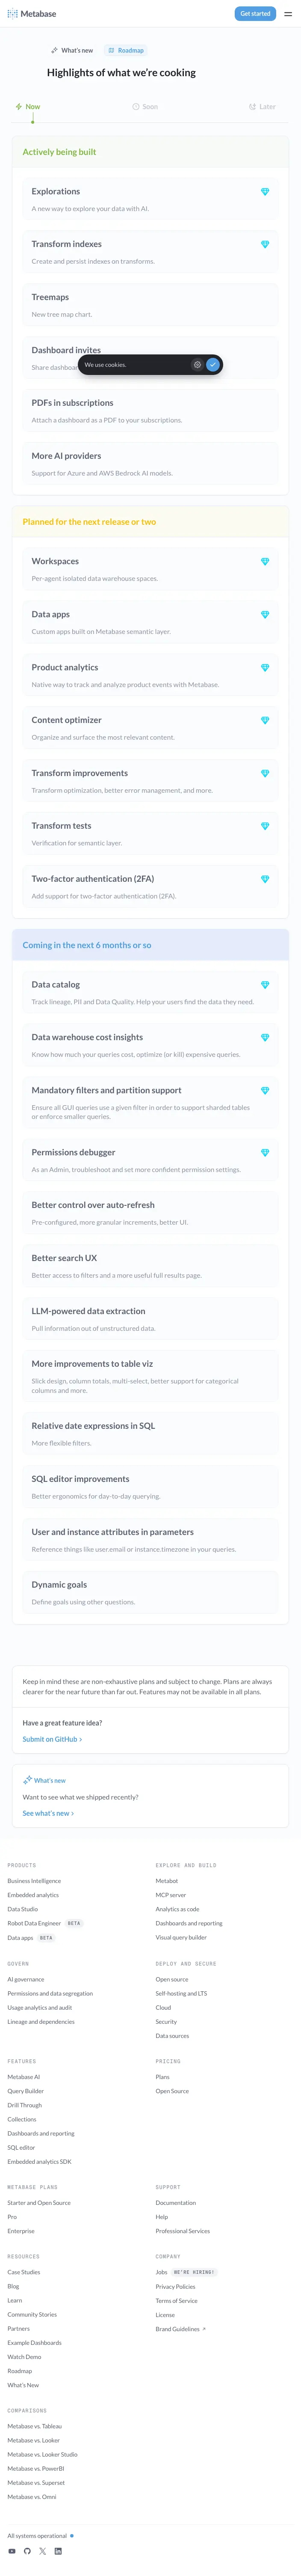 Metabase
Get started
What's new
Roadmap
Highlights of what we're cooking
Now
Soon
Later
Actively being built
Explorations
A new way to explore your data with AI.
Transform indexes
Create and persist indexes on transforms.
Treemaps
New tree map chart.
Dashboard invites
Share dashboar
We use cookies.
PDFs in subscriptions
Attach a dashboard as a PDF to your subscriptions.
More AI providers
Support for Azure and AWS Bedrock AI models.
Planned for the next release or two
Workspaces
Per-agent isolated data warehouse spaces.
Data apps
Custom apps built on Metabase semantic layer.
Product analytics
Native way to track and analyze product events with Metabase.
Content optimizer
Organize and surface the most relevant content.
Transform improvements
Transform optimization, better error management, and more.
Transform tests
Verification for semantic layer.
Two-factor authentication (2FA)
Add support for two-factor authentication (2FA).
Coming in the next 6 months or so
Data catalog
Track lineage, PII and Data Quality. Help your users find the data they need.
Data warehouse cost insights
Know how much your queries cost, optimize (or kill) expensive queries.
Mandatory filters and partition support
Ensure all GUI queries use a given filter in order to support sharded tables
or enforce smaller queries.
Permissions debugger
As an Admin, troubleshoot and set more confident permission settings.
Better control over auto-refresh
Pre-configured, more granular increments, better UI.
Better search UX
Better access to filters and a more useful full results page.
LLM-powered data extraction
Pull information out of unstructured data.
More improvements to table viz
Slick design, column totals, multi-select, better support for categorical
columns and more.
Relative date expressions in SQL
More flexible filters.
SQL editor improvements
Better ergonomics for day-to-day querying.
User and instance attributes in parameters
Reference things like user.email or instance.timezone in your queries.
Dynamic goals
Define goals using other questions.
Keep in mind these are non-exhaustive plans and subject to change. Plans are always
clearer for the near future than far out. Features may not be available in all plans.
Have a great feature idea?
Submit on GitHub
What's new
Want to see what we shipped recently?
See what's new
PRODUCTS
Business Intelligence
Embedded analytics
Data Studio
Robot Data Engineer BETA
Data apps BETA
EXPLORE AND BUILD
Metabot
MCP server
Analytics as code
Dashboards and reporting
Visual query builder
GOVERN
AI governance
Permissions and data segregation
Usage analytics and audit
Lineage and dependencies
DEPLOY AND SECURE
Open source
Self-hosting and LTS
Cloud
Security
Data sources
FEATURES
Metabase AI
Query Builder
Drill Through
Collections
Dashboards and reporting
SQL editor
Embedded analytics SDK
PRICING
Plans
Open Source
METABASE PLANS
Starter and Open Source
Pro
Enterprise
SUPPORT
Documentation
Help
Professional Services
RESOURCES
Case Studies
Blog
Learn
Community Stories
Partners
Example Dashboards
Watch Demo
Roadmap
What's New
COMPANY
Jobs WE'RE HIRING!
Privacy Policies
Terms of Service
License
Brand Guidelines
COMPARISONS
Metabase vs. Tableau
Metabase vs. Looker
Metabase vs. Looker Studio
Metabase vs. PowerBI
Metabase vs. Superset
Metabase vs. Omni
All systems operational